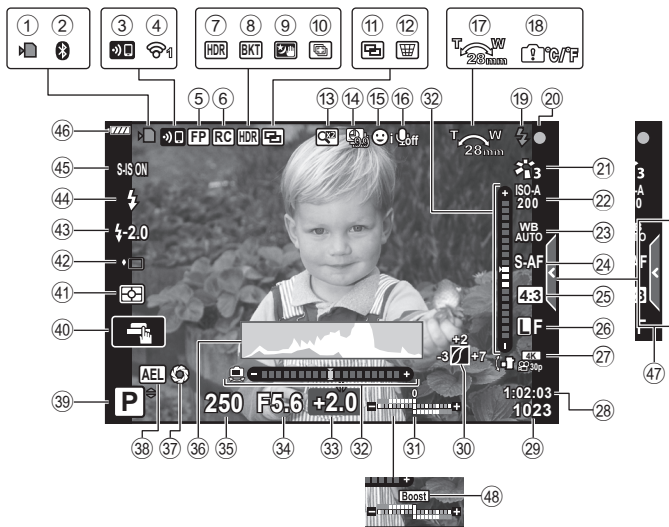 ① ② ③ ④ ⑦ ⑧ ⑨ ⑩ ⑪ ⑫ ⑰ ⑱
1 HDR BKT T W 28mm °C/°F
⑤ ⑥ ⑬ ⑭ ⑮ ⑯ ㉜ ⑲ ⑳
㊻ FP RC HDR X2 i off T W 28mm
㊺ S-IS ON 3 ㉑
ISO-A 200 ㉒
㊹
㊸ -2.0 WB AUTO ㉓
㊷ S-AF ㉔
㊶ 4:3 ㉕
㊵ L F ㉖
+2
㊱ -3 +7 4K 30p ㉗
AEL - + 1:02:03 ㉘
㊴ P 250 F5.6 +2.0 0 1023
㊳ ㊲ ㊱ ㉟ ㉞ ㉝ ㉜ ㉛ ㉚ ㉙
㊼
Boost ㊽